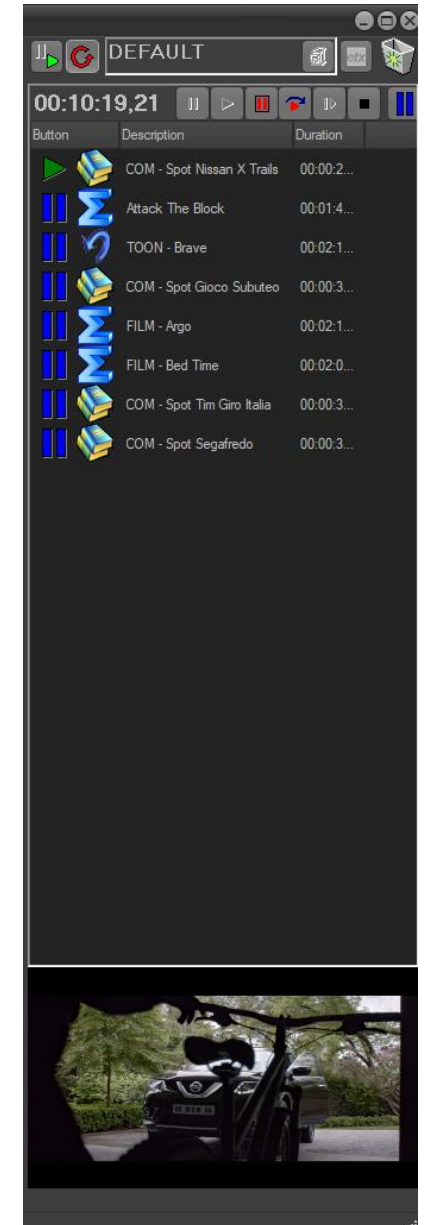 DEFAULT
etx
00:10:19,21
Button Description Duration
COM - Spot Nissan X Trails 00:00:2...
Attack The Block 00:01:4...
TOON - Brave 00:02:1...
COM - Spot Gioco Subuteo 00:00:3...
FILM - Argo 00:02:1...
FILM - Bed Time 00:02:0...
COM - Spot Tim Giro Italia 00:00:3...
COM - Spot Segafredo 00:00:3...